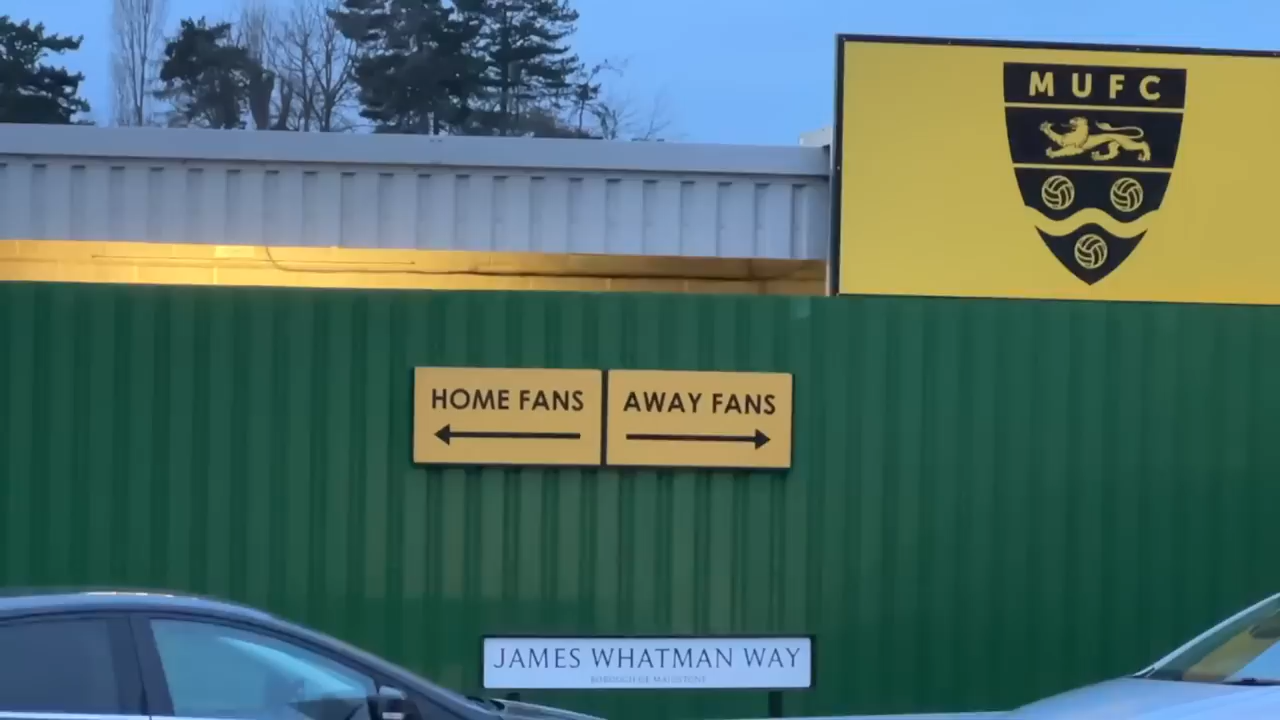 MUFC
HOME FANS
AWAY FANS
JAMES WHATMAN WAY
BOROUGH OF MAIDSTONE